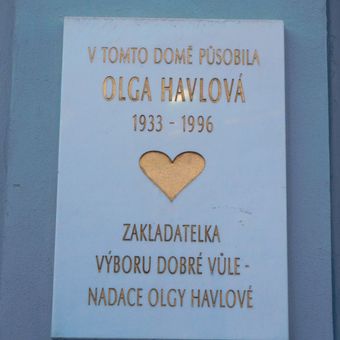 V TOMTO DOMĚ PŮSOBILA
OLGA HAVLOVÁ
1933 - 1996
ZAKLADATELKA
VÝBORU DOBRÉ VŮLE -
NADACE OLGY HAVLOVÉ